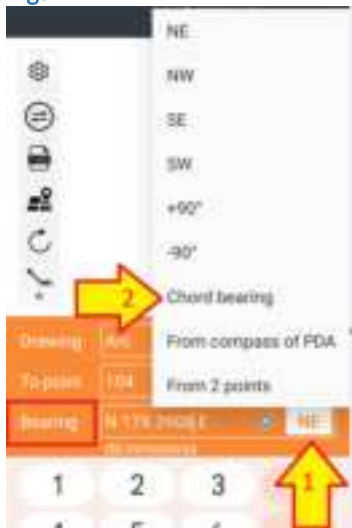 NE
NW
SE
SW
+90°
-90°
2
Chord bearing
From compass of PDA
Drawing Arc
To point 104
From 2 points
Bearing
NE
1 2 3
1